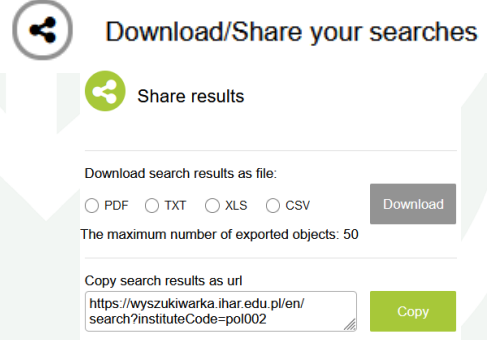 Download/Share your searches
Share results
Download search results as file:
PDF TXT XLS CSV Download
The maximum number of exported objects: 50
Copy search results as url
https://wyszukiwarka.ihar.edu.pl/en/
search?instituteCode=pol002
Copy